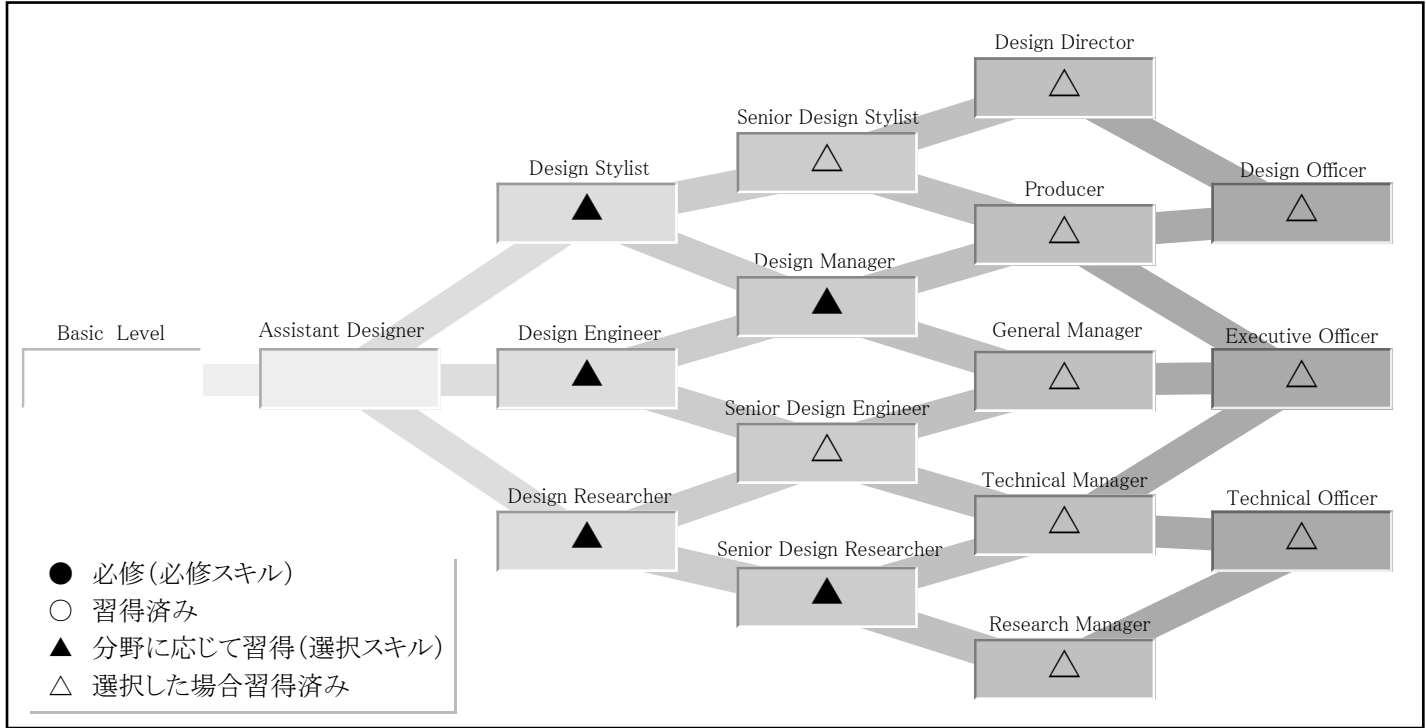 Design Director
△
Senior Design Stylist
△
Design Stylist
▲
Design Officer
△
Producer
△
Design Manager
▲
Basic Level
Assistant Designer
Design Engineer
▲
General Manager
△
Executive Officer
△
Senior Design Engineer
△
Design Researcher
▲
Technical Manager
△
Technical Officer
△
Senior Design Researcher
▲
Research Manager
△
● 必修(必修スキル)
○ 習得済み
▲ 分野に応じて習得(選択スキル)
△ 選択した場合習得済み